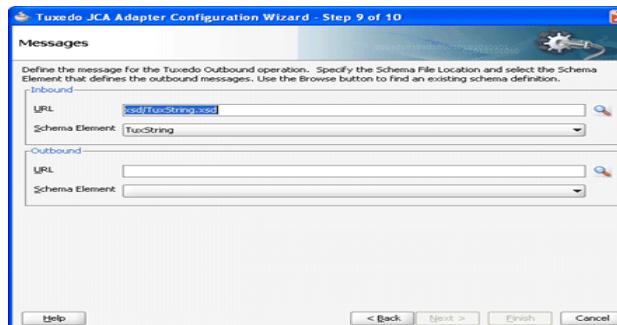 Tuxedo JCA Adapter Configuration Wizard - Step 9 of 10
Messages
Define the message for the Tuxedo Outbound operation. Specify the Schema File Location and select the Schema
Element that defines the outbound messages. Use the Browse button to find an existing schema definition.
Inbound
URL xsd/TuxString.xsd
Schema Element TuxString
Outbound
URL
Schema Element
Help < Back Next > Finish Cancel